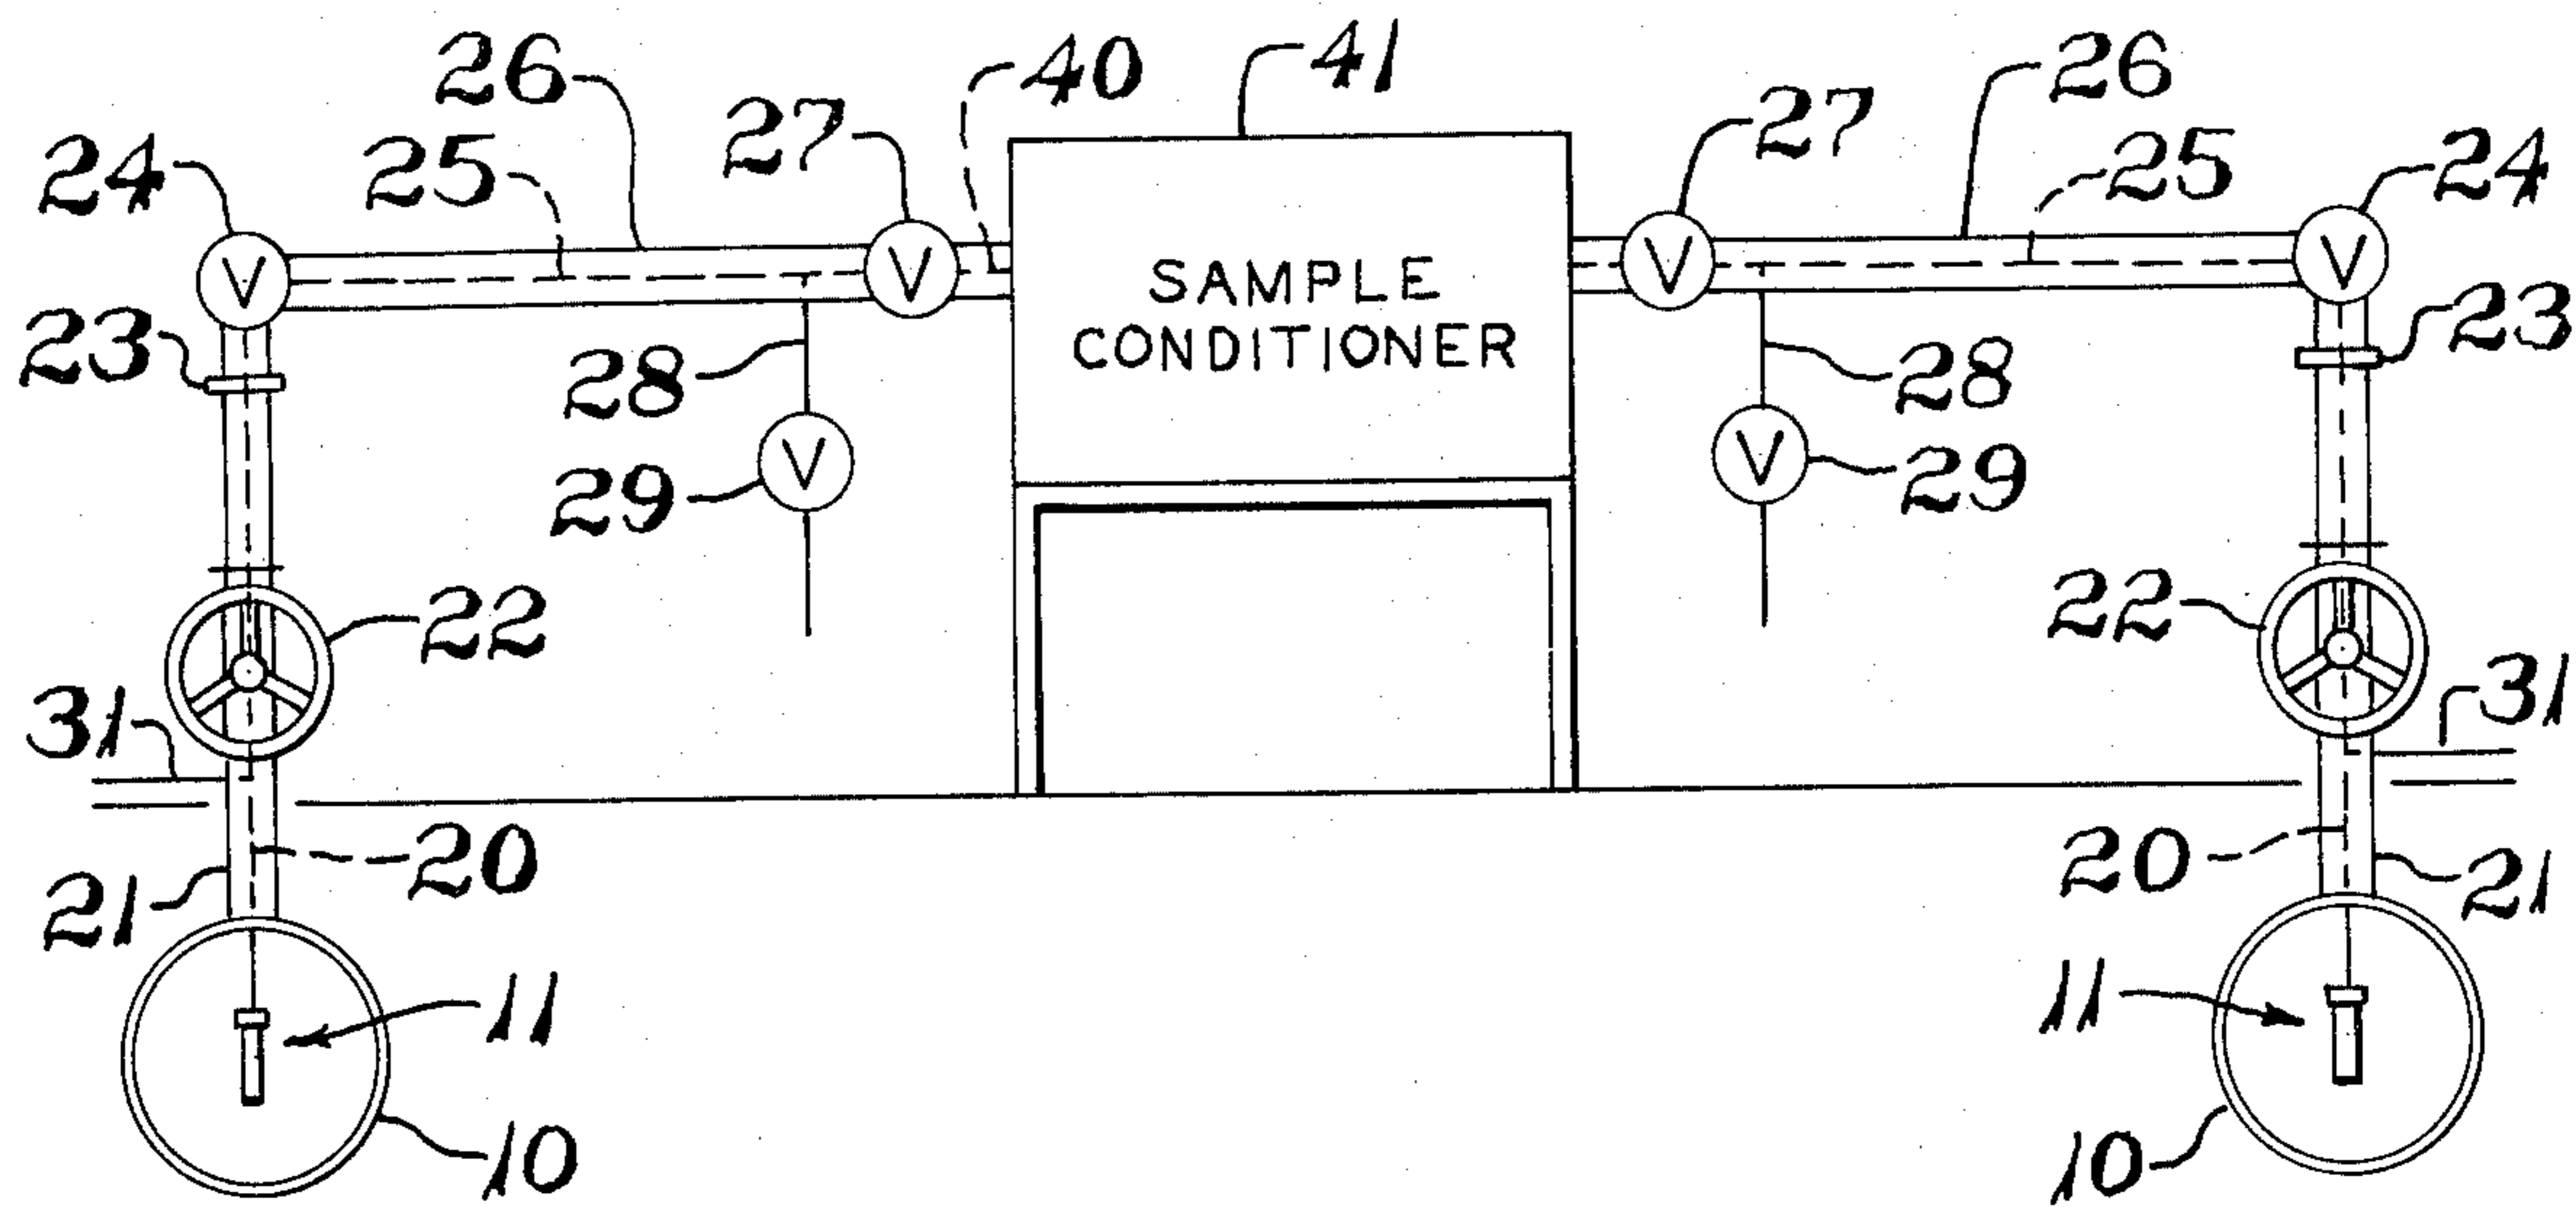 26 40 41 26
24 25 27 27 25 24
V V V V
SAMPLE
CONDITIONER
23 28 28 23
V V
29 29
22 22
31 31
21 20 20 21
11 11
10 10